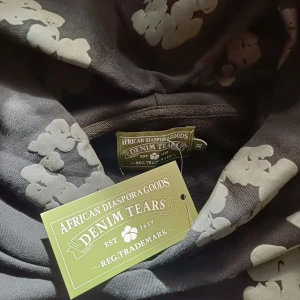 AFRICAN DIASPORA GOODS
DENIM TEARS
AFRICAN DIASPORA GOODS
DENIM TEARS
EST 1619
REG. TRADEMARK